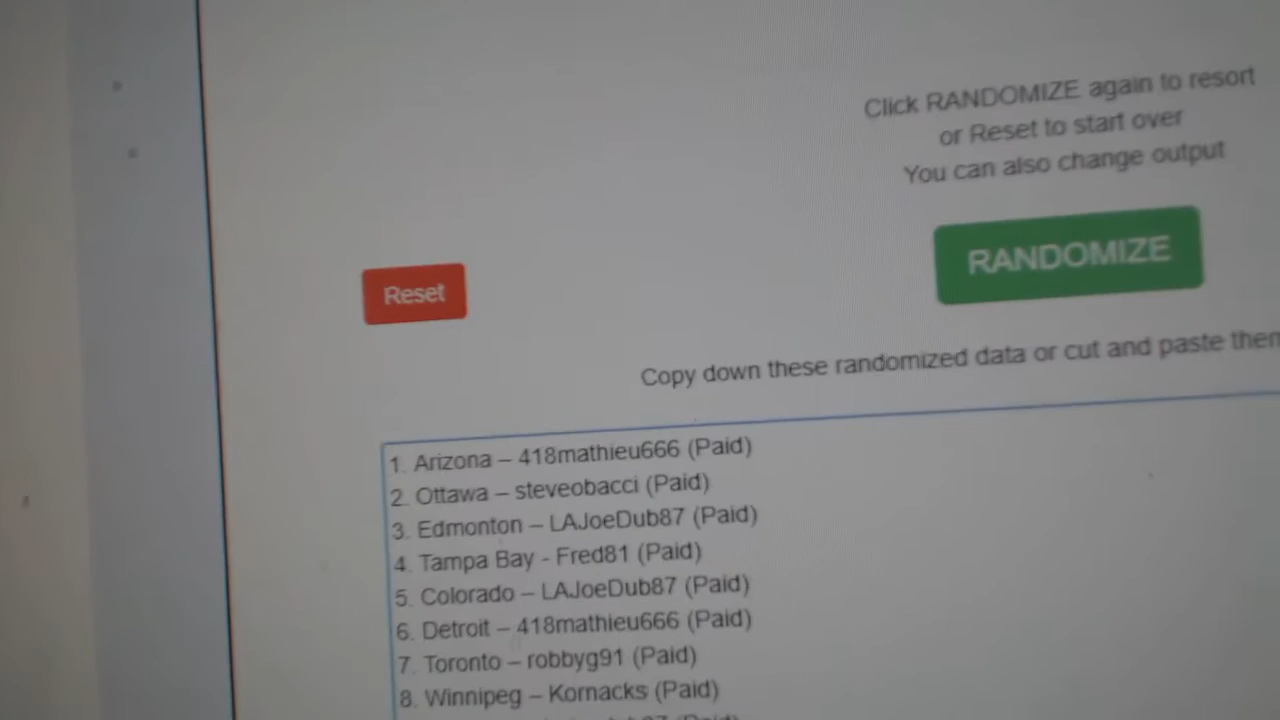 Click RANDOMIZE again to resort
or Reset to start over
You can also change output
RANDOMIZE
Reset
Copy down these randomized data or cut and paste
1. Arizona – 418mathieu666 (Paid)
2. Ottawa – steveobacci (Paid)
3. Edmonton – LAJoeDub87 (Paid)
4. Tampa Bay - Fred81 (Paid)
5. Colorado – LAJoeDub87 (Paid)
6. Detroit – 418mathieu666 (Paid)
7. Toronto – robbyg91 (Paid)
8. Winnipeg – Kornacks (Paid)